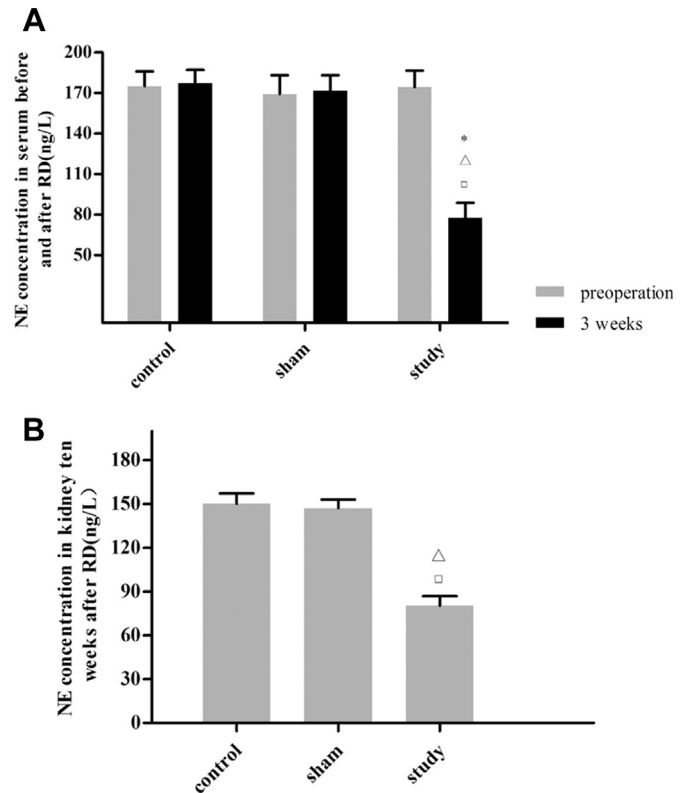 A
NE concentration in serum before
and after RD(ng/L)
200
170
140
110
80
50
*
△
□
control
sham
study
preoperation
3 weeks
B
NE concentration in kidney ten
weeks after RD(ng/L)
180
150
120
90
60
30
0
△
□
control
sham
study